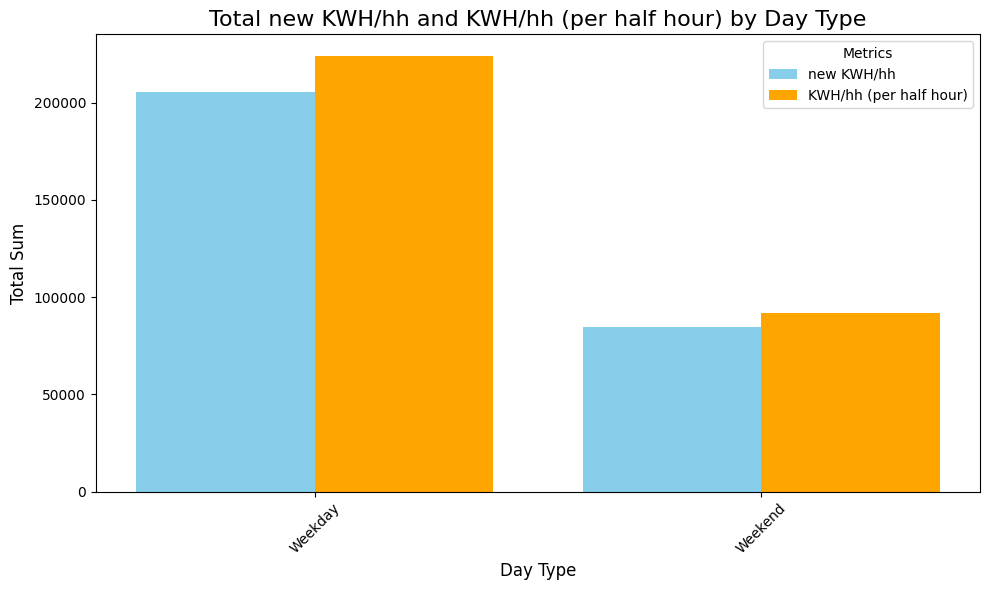 Total new KWH/hh and KWH/hh (per half hour) by Day Type
Metrics
new KWH/hh
KWH/hh (per half hour)
Total Sum
200000
150000
100000
50000
0
Weekday
Weekend
Day Type